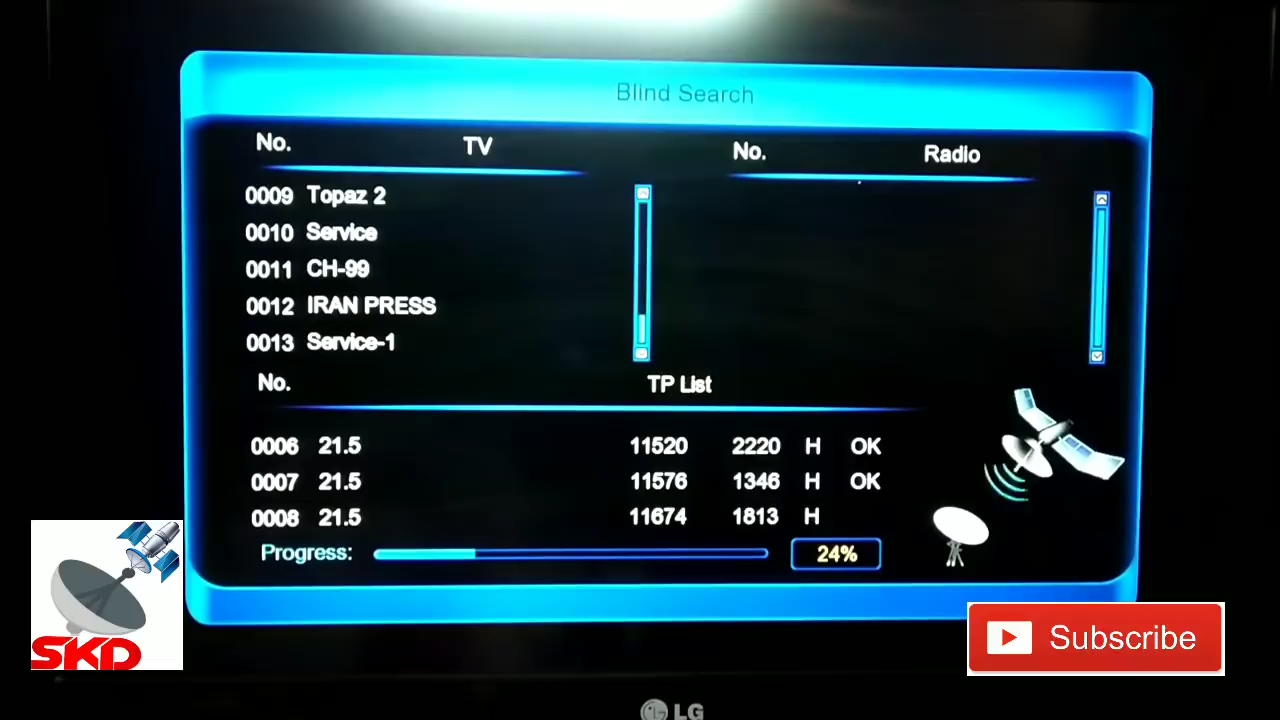 Blind Search
No. TV No. Radio
0009 Topaz 2
0010 Service
0011 CH-99
0012 IRAN PRESS
0013 Service-1
No. TP List
0006 21.5 11520 2220 H OK
0007 21.5 11576 1346 H OK
0008 21.5 11674 1813 H
Progress: 24%
SKD
Subscribe
LG